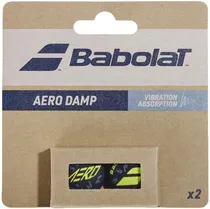 BABOLAT
AERO DAMP
VIBRATION
ABSORPTION
AERO
x2